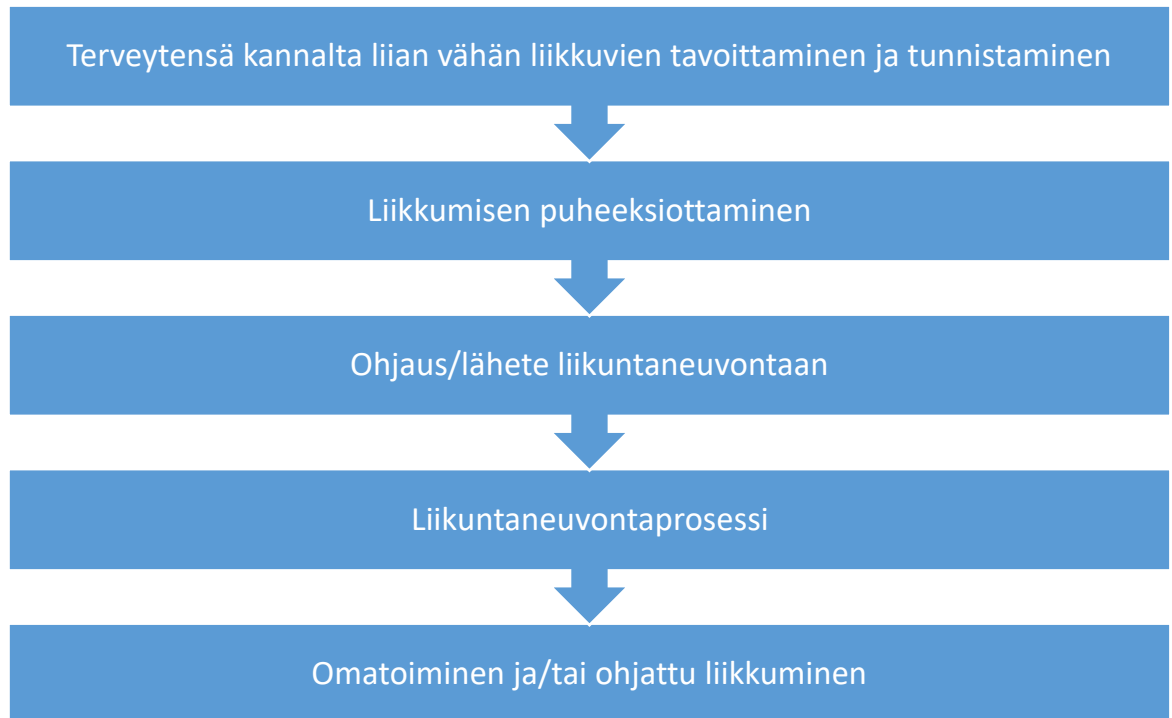 Terveytensä kannalta liian vähän liikkuvien tavoittaminen ja tunnistaminen
Liikkumisen puheeksiottaminen
Ohjaus/lähete liikuntaneuvontaan
Liikuntaneuvontaprosessi
Omatoiminen ja/tai ohjattu liikkuminen